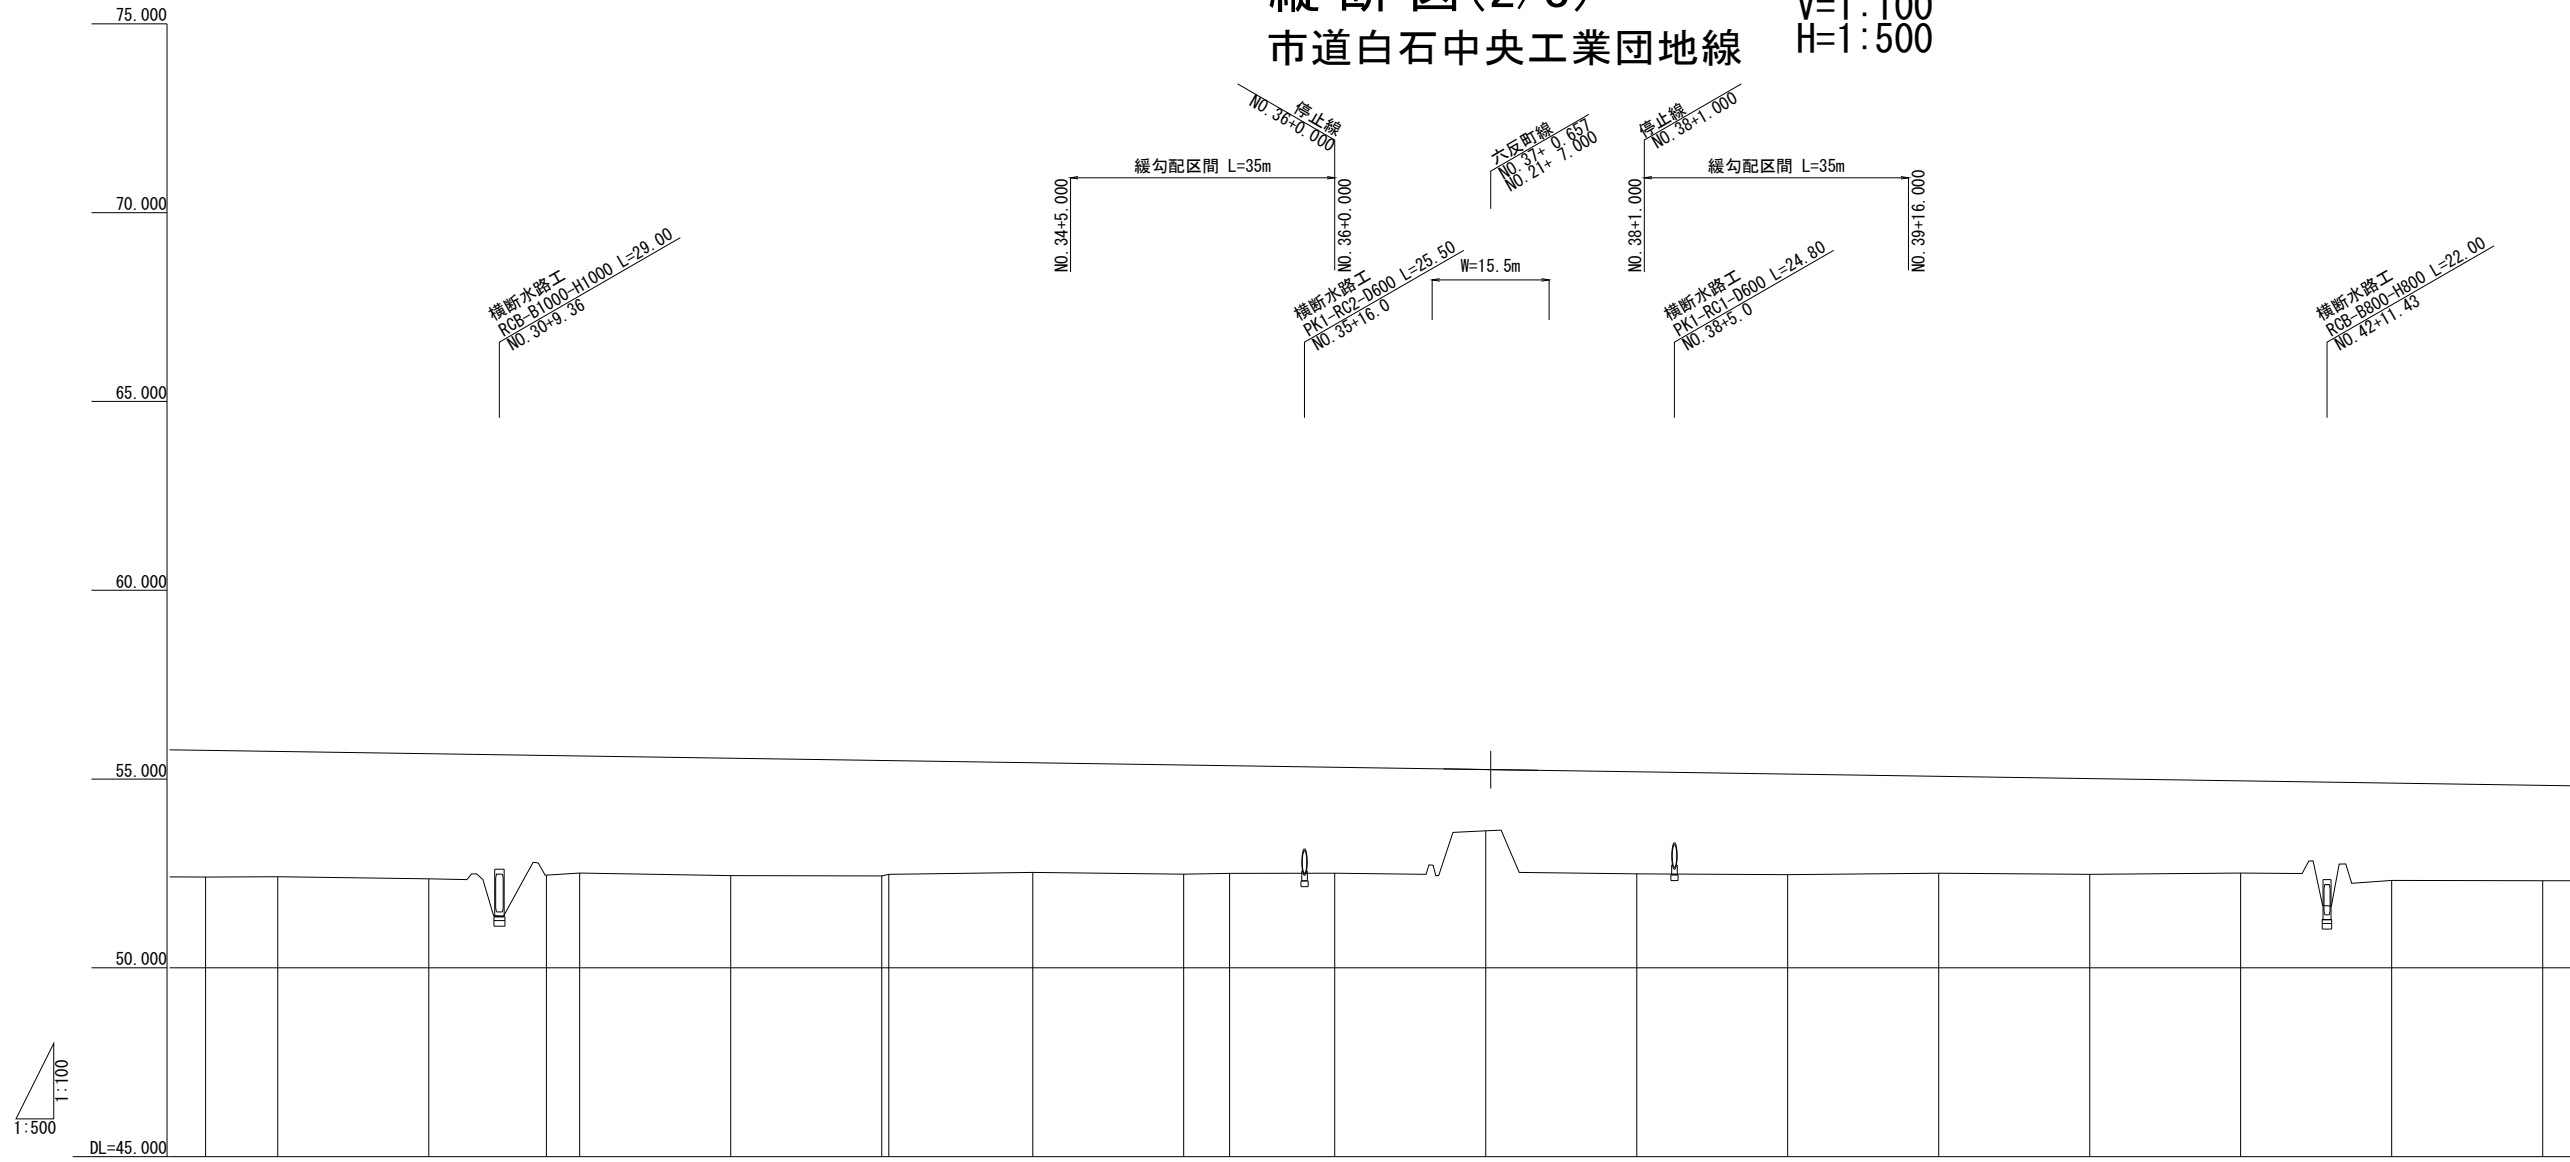 縦断図(2/3)
V=1:100
市道白石中央工業団地線
H=1:500
75.000
70.000
65.000
60.000
55.000
50.000
DL=45.000
停止線
NO.36+0.000
六反町線
NO.37+ 0.657
NO.21+ 7.000
停止線
NO.38+1.000
緩勾配区間 L=35m
緩勾配区間 L=35m
NO.34+5.000
NO.36+0.000
NO.38+1.000
NO.39+16.000
W=15.5m
横断水路工
RCB-B1000-H1000 L=29.00
NO.30+9.36
横断水路工
PK1-RC2-D600 L=25.50
NO.35+16.0
横断水路工
PK1-RC1-D600 L=24.80
NO.38+5.0
横断水路工
RCB-B800-H800 L=22.00
NO.42+11.43
1:100
1:500